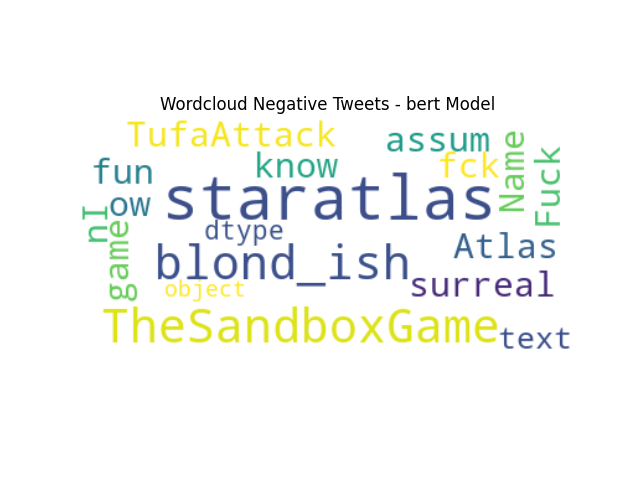 Wordcloud Negative Tweets - bert Model
TufaAttack
assum
fun
know
fck
Name
Fuck
staratlas
nI
ow
dtype
game
blond_ish
Atlas
object
surreal
TheSandboxGame
text